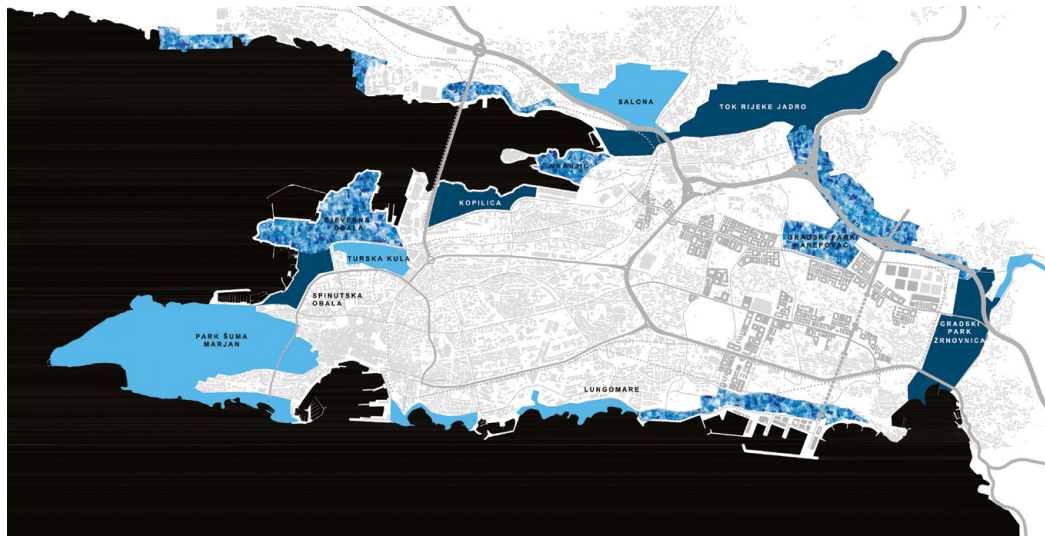 SALONA
TOK RIJEKE JADRO
VRANJIC
KOPILICA
SJEVERNA
OBALA
GRADSKI PARK
KAREPOVAC
TURSKA KULA
SPINUTSKA
OBALA
PARK ŠUMA
MARJAN
GRADSKI
PARK
ŽRNOVNICA
LUNGOMARE